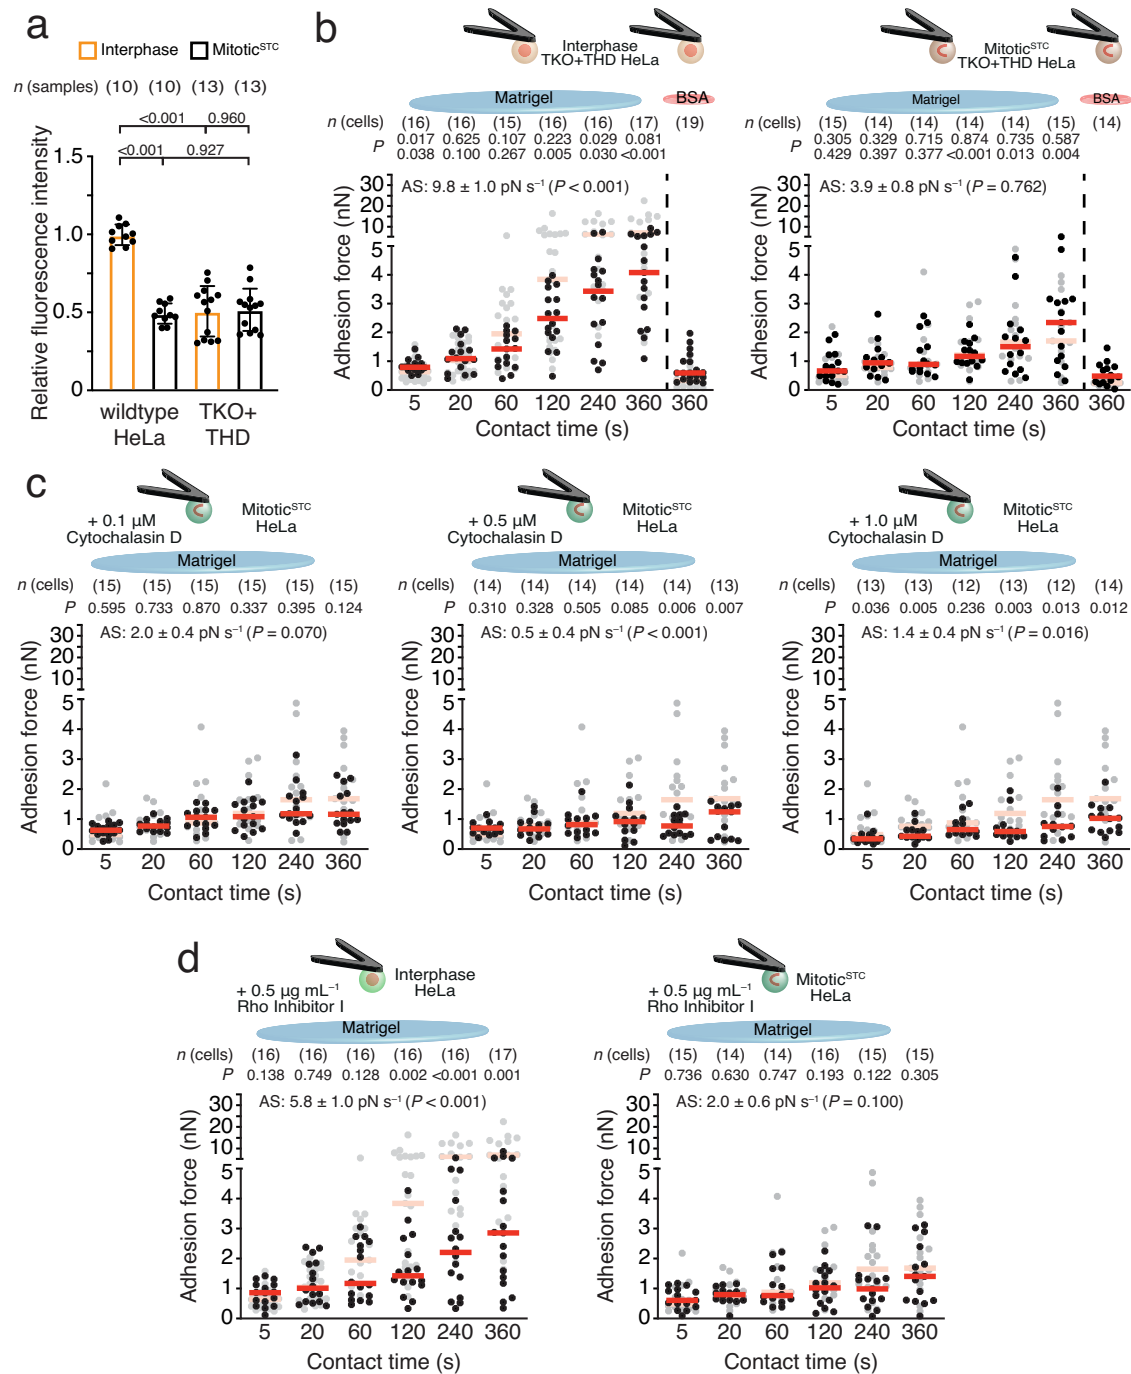 a
Interphase Mitotic^STC
n (samples) (10) (10) (13) (13)
<0.001 0.960
<0.001 0.927
Relative fluorescence intensity
1.5
1.0
0.5
0
wildtype HeLa
TKO+ THD
b
Interphase
TKO+THD HeLa
Matrigel BSA
n (cells) (16) (16) (15) (16) (16) (17) (19)
P 0.017 0.625 0.107 0.223 0.029 0.081
0.038 0.100 0.267 0.005 0.030 <0.001
AS: 9.8 ± 1.0 pN s⁻¹ (P < 0.001)
Adhesion force (nN)
30
20
10
5
4
3
2
1
0
5 20 60 120 240 360 360
Contact time (s)
Mitotic^STC
TKO+THD HeLa
Matrigel BSA
n (cells) (15) (14) (14) (14) (14) (15) (14)
P 0.305 0.329 0.715 0.874 0.735 0.587
0.429 0.397 0.377 <0.001 0.013 0.004
AS: 3.9 ± 0.8 pN s⁻¹ (P = 0.762)
Adhesion force (nN)
30
20
10
5
4
3
2
1
0
5 20 60 120 240 360 360
Contact time (s)
c
+ 0.1 µM
Cytochalasin D
Mitotic^STC
HeLa
Matrigel
n (cells) (15) (15) (15) (15) (15) (15)
P 0.595 0.733 0.870 0.337 0.395 0.124
AS: 2.0 ± 0.4 pN s⁻¹ (P = 0.070)
Adhesion force (nN)
30
20
10
5
4
3
2
1
0
5 20 60 120 240 360
Contact time (s)
+ 0.5 µM
Cytochalasin D
Mitotic^STC
HeLa
Matrigel
n (cells) (14) (14) (14) (14) (14) (13)
P 0.310 0.328 0.505 0.085 0.006 0.007
AS: 0.5 ± 0.4 pN s⁻¹ (P < 0.001)
Adhesion force (nN)
30
20
10
5
4
3
2
1
0
5 20 60 120 240 360
Contact time (s)
+ 1.0 µM
Cytochalasin D
Mitotic^STC
HeLa
Matrigel
n (cells) (13) (13) (12) (13) (12) (14)
P 0.036 0.005 0.236 0.003 0.013 0.012
AS: 1.4 ± 0.4 pN s⁻¹ (P = 0.016)
Adhesion force (nN)
30
20
10
5
4
3
2
1
0
5 20 60 120 240 360
Contact time (s)
d
+ 0.5 µg mL⁻¹
Rho Inhibitor I
Interphase
HeLa
Matrigel
n (cells) (16) (16) (16) (16) (16) (17)
P 0.138 0.749 0.128 0.002 <0.001 0.001
AS: 5.8 ± 1.0 pN s⁻¹ (P < 0.001)
Adhesion force (nN)
30
20
10
5
4
3
2
1
0
5 20 60 120 240 360
Contact time (s)
+ 0.5 µg mL⁻¹
Rho Inhibitor I
Mitotic^STC
HeLa
Matrigel
n (cells) (15) (14) (14) (16) (15) (15)
P 0.736 0.630 0.747 0.193 0.122 0.305
AS: 2.0 ± 0.6 pN s⁻¹ (P = 0.100)
Adhesion force (nN)
30
20
10
5
4
3
2
1
0
5 20 60 120 240 360
Contact time (s)